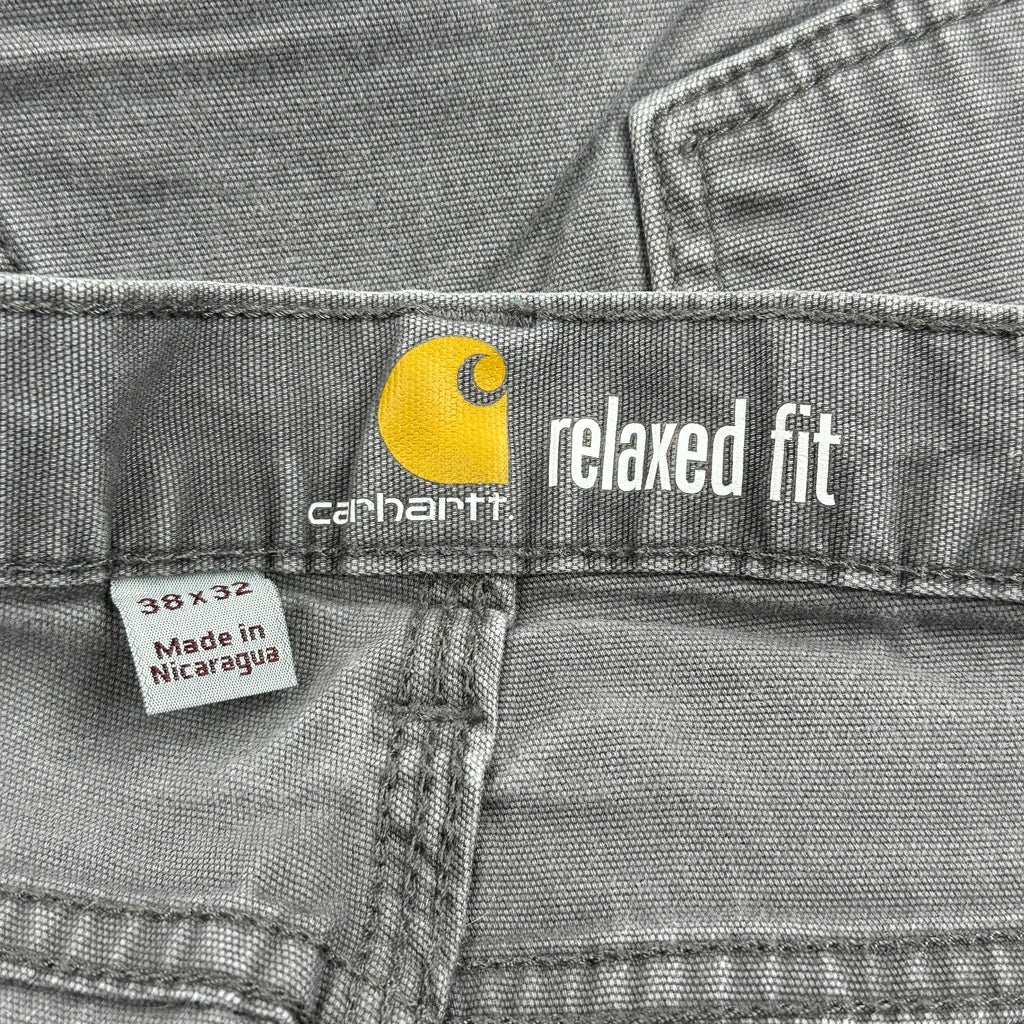 carhartt.
relaxed fit
38 x 32
Made in
Nicaragua